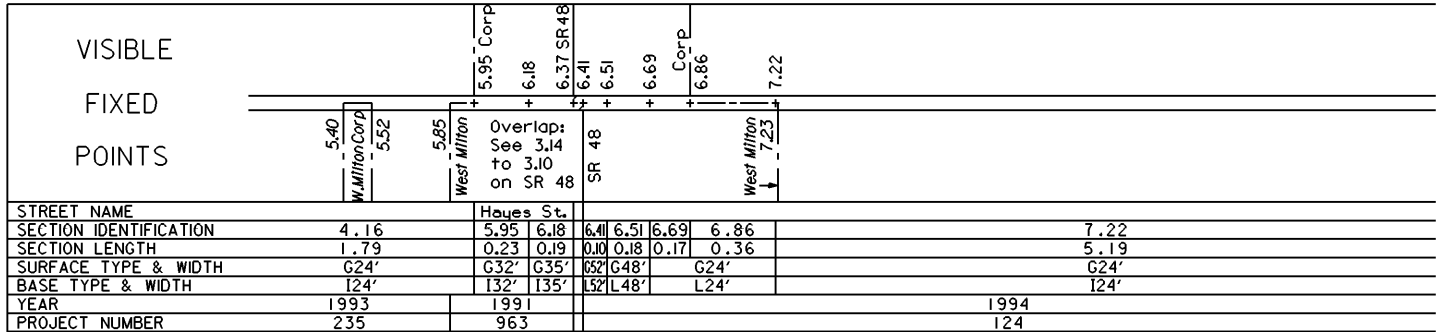 VISIBLE
FIXED
POINTS
5.95 Corp
6.18
6.37 SR48
6.41
6.51
6.69
Corp
6.86
7.22
5.40
W.Milton Corp
5.52
5.85
West Milton
Overlap:
See 3.14
to 3.10
on SR 48
SR 48
West Milton
7.23
STREET NAME Hayes St.
SECTION IDENTIFICATION 4.16 5.95 6.18 6.41 6.51 6.69 6.86 7.22
SECTION LENGTH 1.79 0.23 0.19 0.10 0.18 0.17 0.36 5.19
SURFACE TYPE & WIDTH G24' G32' G35' G52' G48' G24' G24'
BASE TYPE & WIDTH I24' I32' I35' L52' L48' L24' I24'
YEAR 1993 1991 1994
PROJECT NUMBER 235 963 124